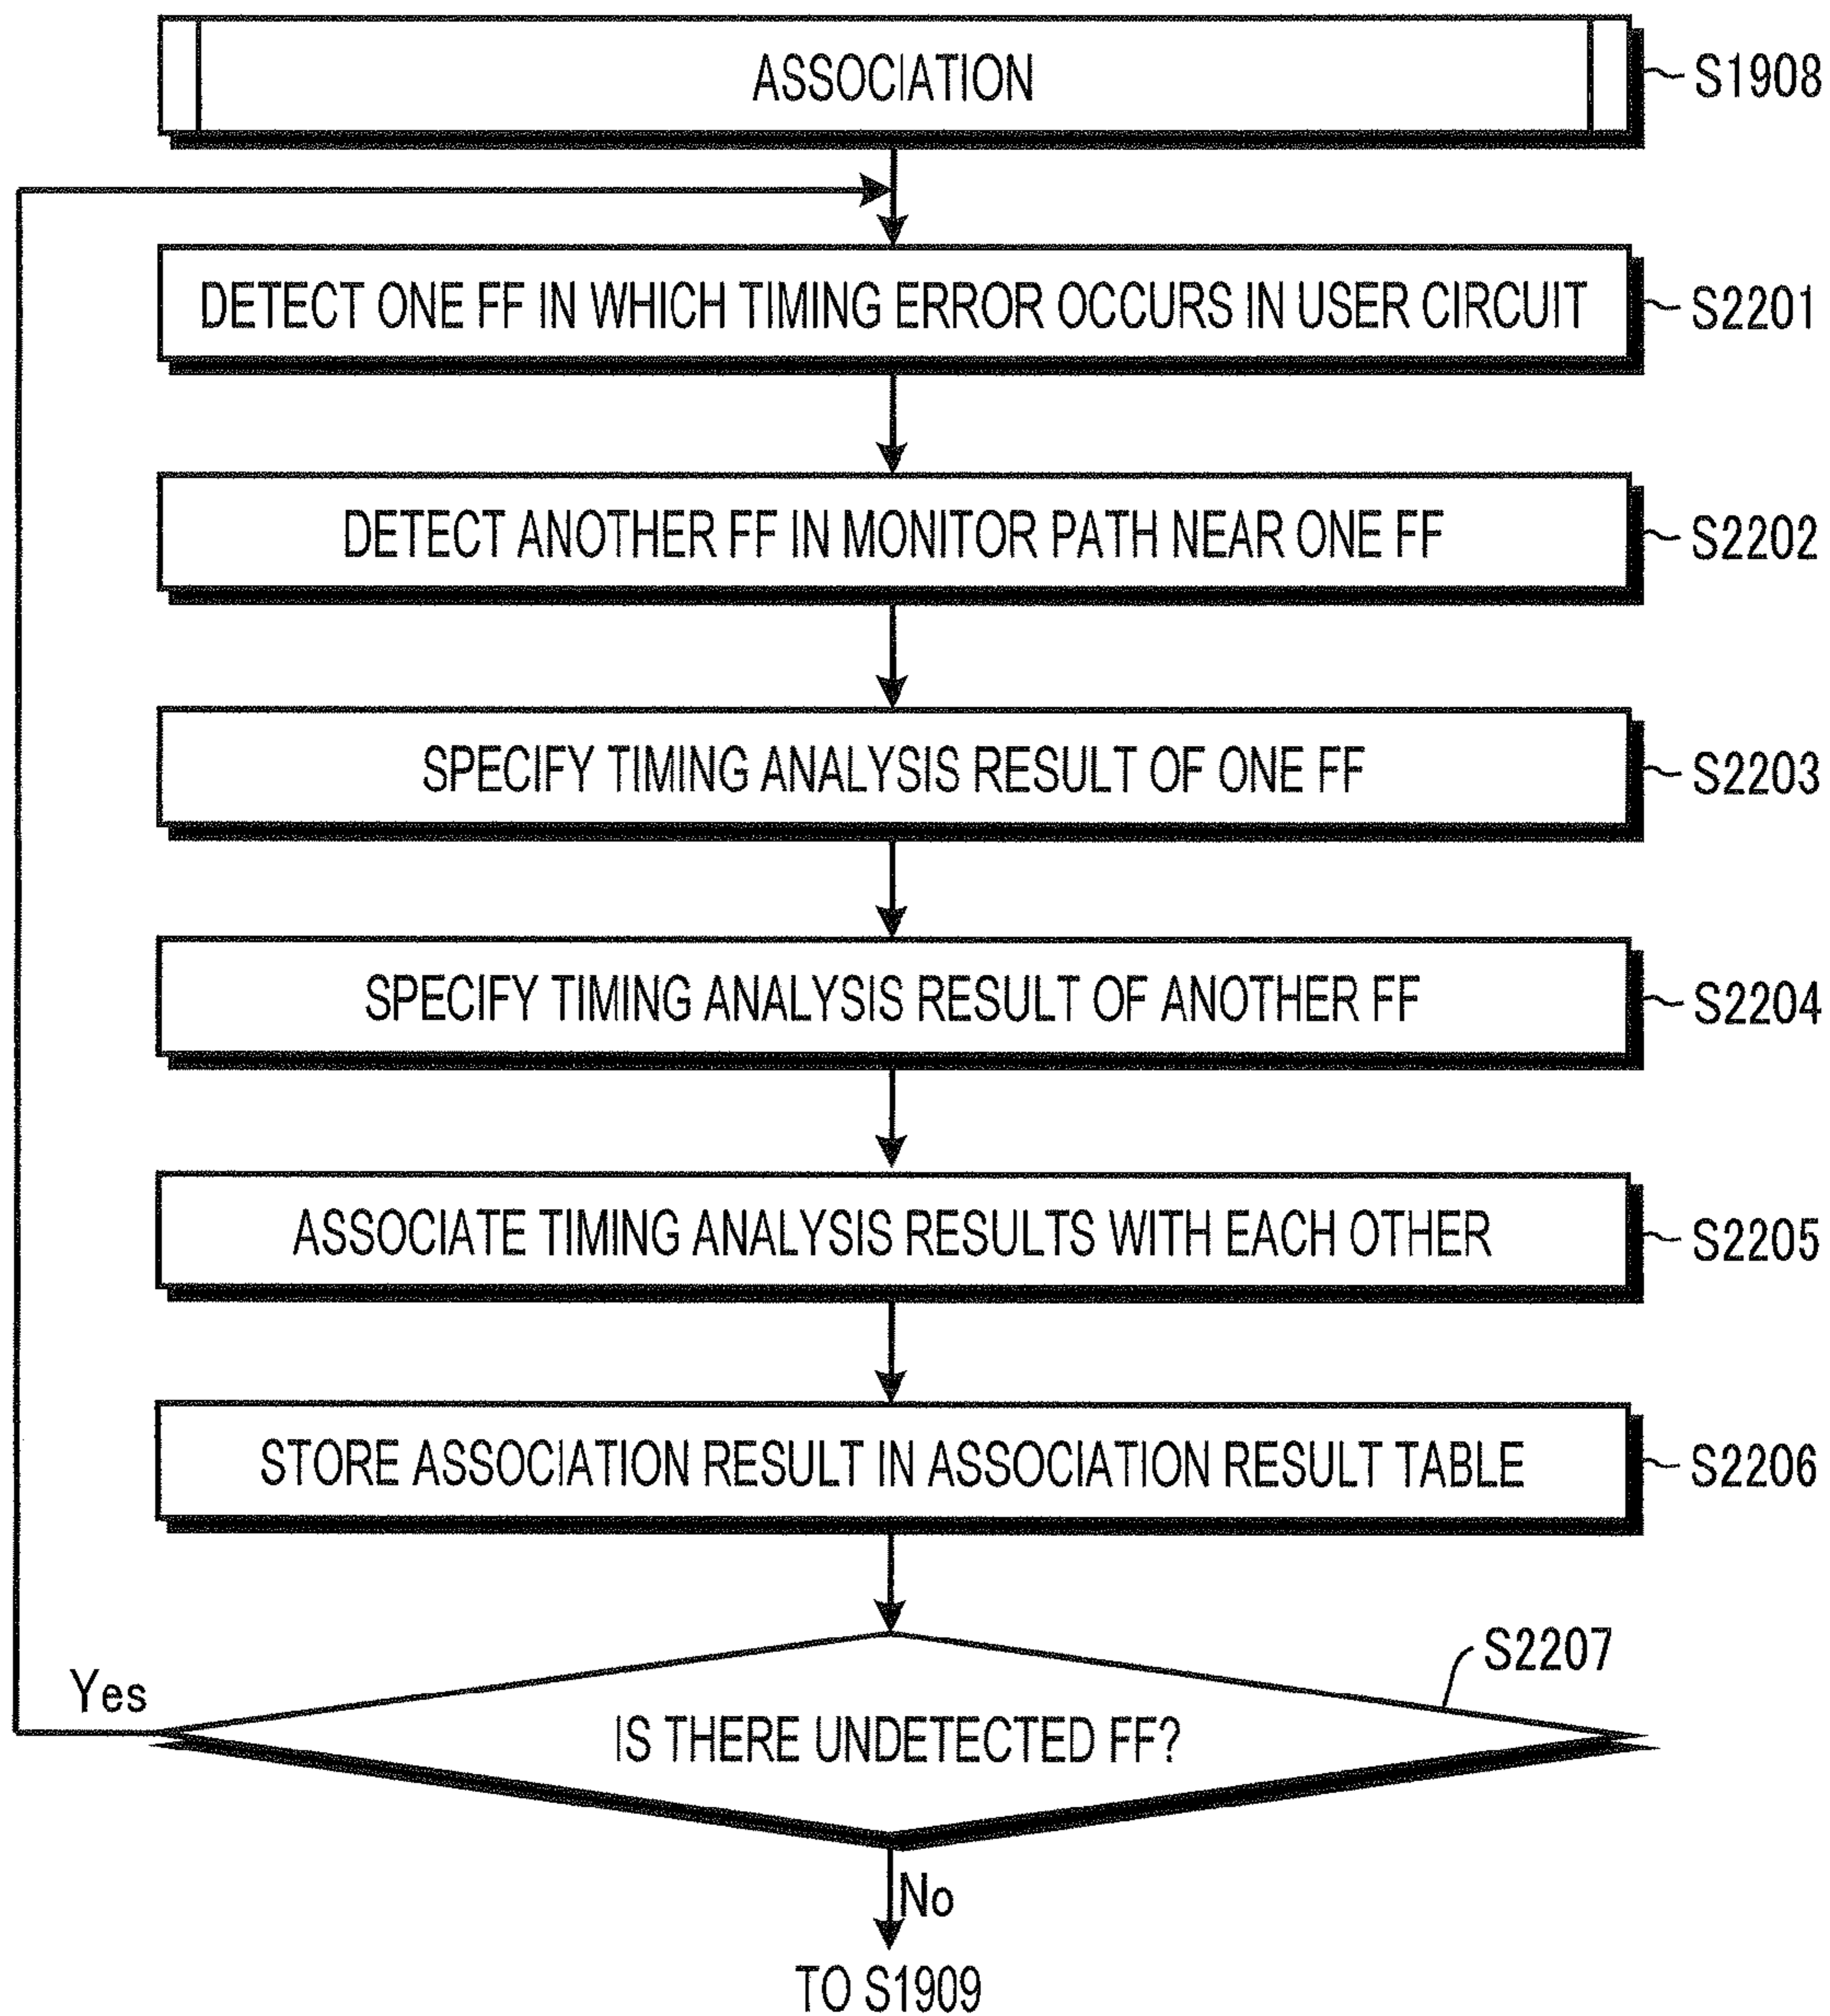 ASSOCIATION
S1908
DETECT ONE FF IN WHICH TIMING ERROR OCCURS IN USER CIRCUIT
S2201
DETECT ANOTHER FF IN MONITOR PATH NEAR ONE FF
S2202
SPECIFY TIMING ANALYSIS RESULT OF ONE FF
S2203
SPECIFY TIMING ANALYSIS RESULT OF ANOTHER FF
S2204
ASSOCIATE TIMING ANALYSIS RESULTS WITH EACH OTHER
S2205
STORE ASSOCIATION RESULT IN ASSOCIATION RESULT TABLE
S2206
S2207
Yes
IS THERE UNDETECTED FF?
No
TO S1909